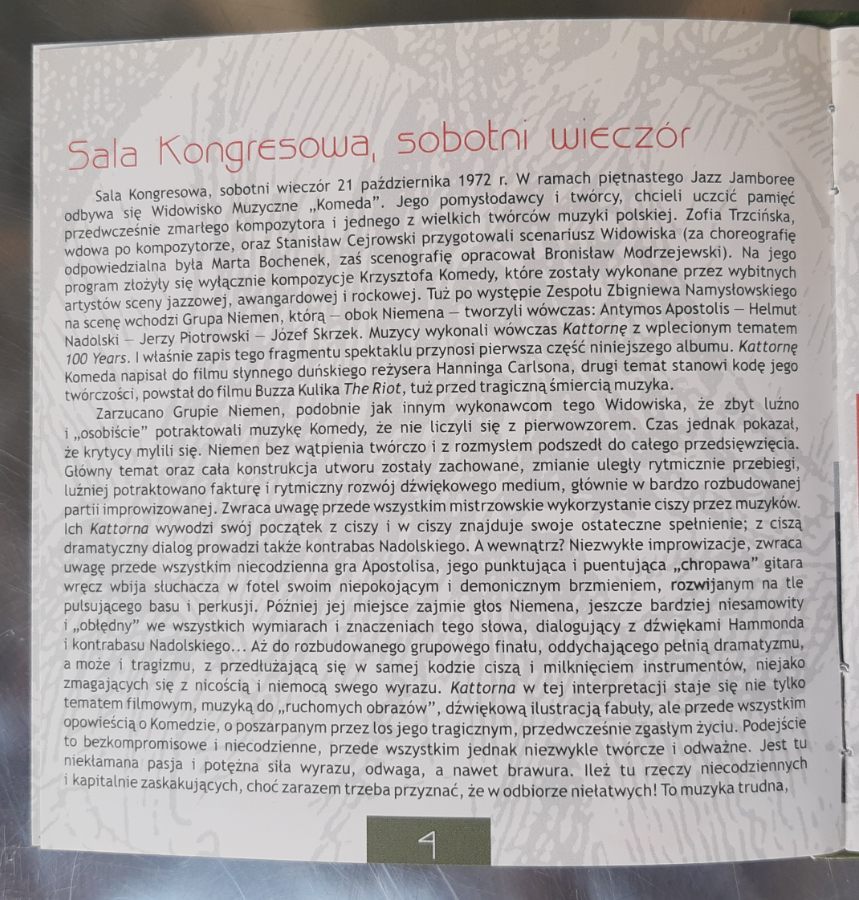 Sala Kongresowa, sobotni wieczór
Sala Kongresowa, sobotni wieczór 21 października 1972 r. W ramach piętnastego Jazz Jamboree
odbywa się Widowisko Muzyczne „Komeda”. Jego pomysłodawcy i twórcy, chcieli uczcić pamięć
przedwcześnie zmarłego kompozytora i jednego z wielkich twórców muzyki polskiej. Zofia Trzcińska,
wdowa po kompozytorze, oraz Stanisław Cejrowski przygotowali scenariusz Widowiska (za choreografię
odpowiedzialna była Marta Bochenek, zaś scenografię opracował Bronisław Modrzejewski). Na jego
program złożyły się wyłącznie kompozycje Krzysztofa Komedy, które zostały wykonane przez wybitnych
artystów sceny jazzowej, awangardowej i rockowej. Tuż po występie Zespołu Zbigniewa Namysłowskiego
na scenę wchodzi Grupa Niemen, którą – obok Niemena – tworzyli wówczas: Antymos Apostolis – Helmut
Nadolski – Jerzy Piotrowski – Józef Skrzek. Muzycy wykonali wówczas Kattornę z wplecionym tematem
100 Years. I właśnie zapis tego fragmentu spektaklu przynosi pierwsza część niniejszego albumu. Kattornę
Komeda napisał do filmu słynnego duńskiego reżysera Hanninga Carlsona, drugi temat stanowi kodę jego
twórczości, powstał do filmu Buzza Kulika The Riot, tuż przed tragiczną śmiercią muzyka.
Zarzucano Grupie Niemen, podobnie jak innym wykonawcom tego Widowiska, że zbyt luźno
i „osobiście” potraktowali muzykę Komedy, że nie liczyli się z pierwowzorem. Czas jednak pokazał,
że krytycy mylili się. Niemen bez wątpienia twórczo i z rozmysłem podszedł do całego przedsięwzięcia.
Główny temat oraz cała konstrukcja utworu zostały zachowane, zmianie uległy rytmicznie przebiegi,
luźniej potraktowano fakturę i rytmiczny rozwój dźwiękowego medium, głównie w bardzo rozbudowanej
partii improwizowanej. Zwraca uwagę przede wszystkim mistrzowskie wykorzystanie ciszy przez muzyków.
Ich Kattorna wywodzi swój początek z ciszy i w ciszy znajduje swoje ostateczne spełnienie; z ciszą
dramatyczny dialog prowadzi także kontrabas Nadolskiego. A wewnątrz? Niezwykłe improwizacje, zwraca
uwagę przede wszystkim niecodzienna gra Apostolisa, jego punktująca i puentująca „chropawa” gitara
wręcz wbija słuchacza w fotel swoim niepokojącym i demonicznym brzmieniem, rozwijanym na tle
pulsującego basu i perkusji. Później jej miejsce zajmie głos Niemena, jeszcze bardziej niesamowity
i „obłędny” we wszystkich wymiarach i znaczeniach tego słowa, dialogujący z dźwiękami Hammonda
i kontrabasu Nadolskiego... Aż do rozbudowanego grupowego finału, oddychającego pełnią dramatyzmu,
a może i tragizmu, z przedłużającą się w samej kodzie ciszą i milknięciem instrumentów, niejako
zmagających się z nicością i niemocą swego wyrazu. Kattorna w tej interpretacji staje się nie tylko
tematem filmowym, muzyką do „ruchomych obrazów”, dźwiękową ilustracją fabuły, ale przede wszystkim
opowieścią o Komedzie, o poszarpanym przez los jego tragicznym, przedwcześnie zgasłym życiu. Podejście
to bezkompromisowe i niecodzienne, przede wszystkim jednak niezwykle twórcze i odważne. Jest tu
niekłamana pasja i potężna siła wyrazu, odwaga, a nawet brawura. Ileż tu rzeczy niecodziennych
i kapitalnie zaskakujących, choć zarazem trzeba przyznać, że w odbiorze niełatwych! To muzyka trudna,
4